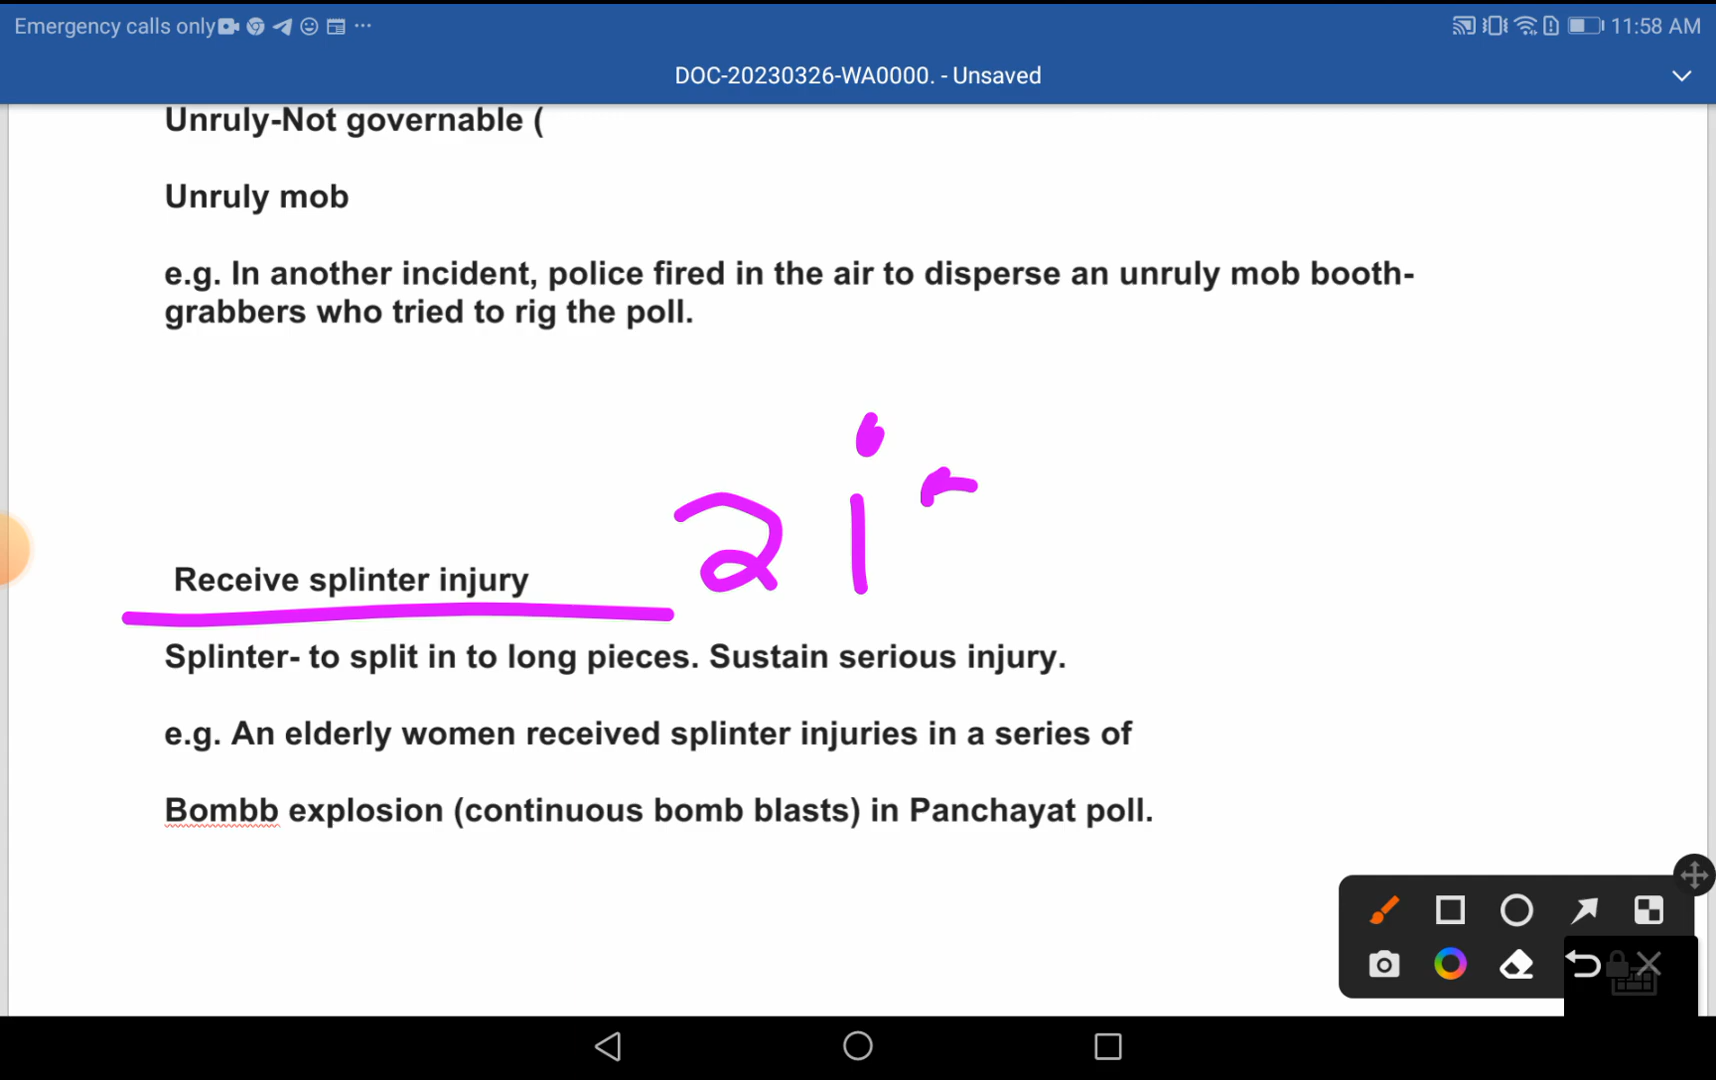 Emergency calls only
11:58 AM
DOC-20230326-WA0000. - Unsaved
Unruly-Not governable (
Unruly mob
e.g. In another incident, police fired in the air to disperse an unruly mob booth-
grabbers who tried to rig the poll.
Receive splinter injury
Splinter- to split in to long pieces. Sustain serious injury.
e.g. An elderly women received splinter injuries in a series of
Bombb explosion (continuous bomb blasts) in Panchayat poll.